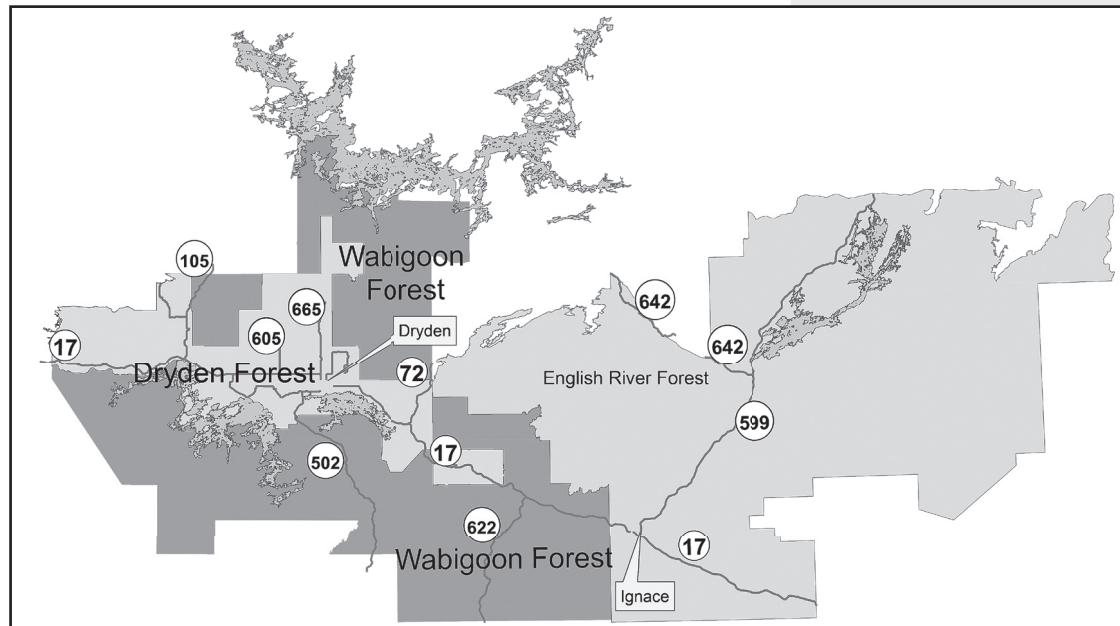 105
Wabigoon
Forest
642
665
17
605
Dryden
642
72
Dryden Forest
English River Forest
599
17
502
622
17
Wabigoon Forest
Ignace